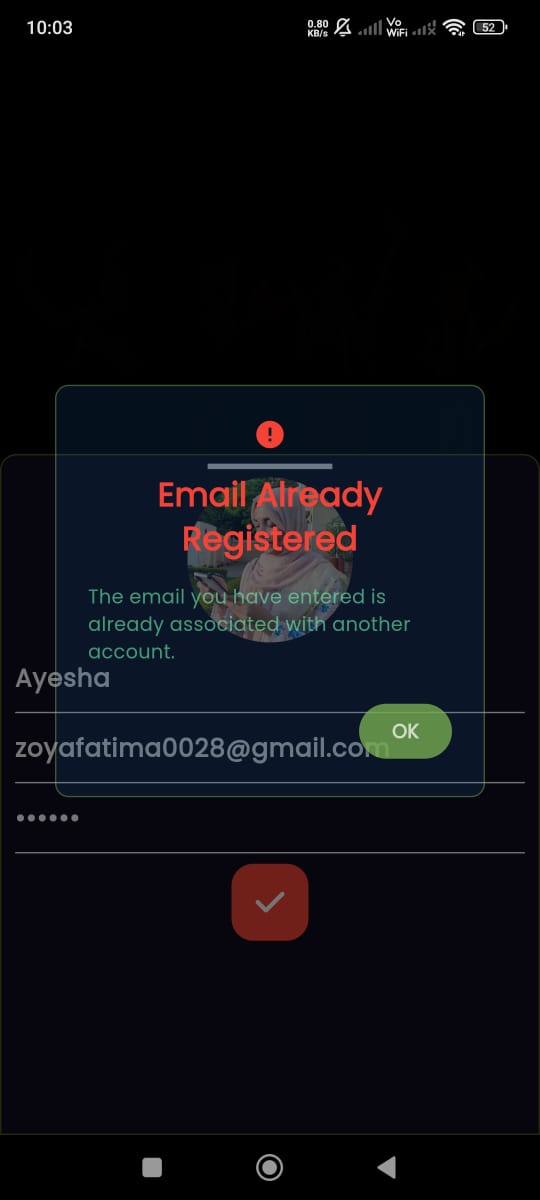 10:03
0.80
KB/s
Vo
WiFi
52
Email Already
Registered
The email you have entered is
already associated with another
account.
Ayesha
OK
zoyafatima0028@gmail.com
••••••